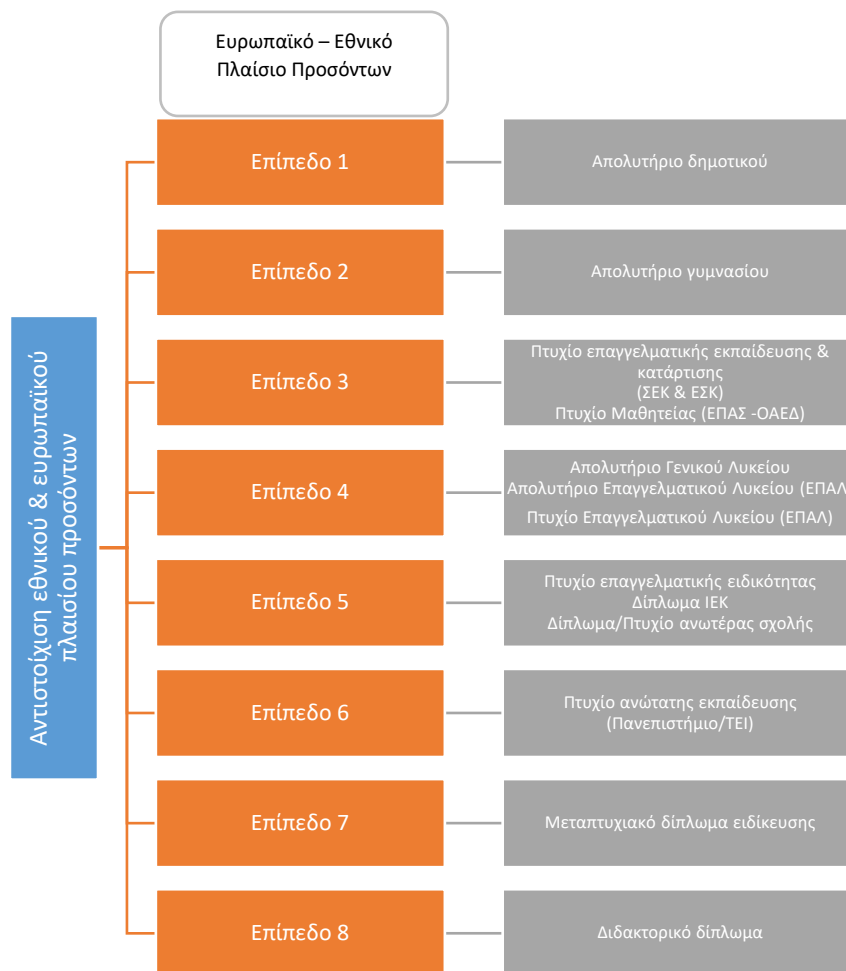 Ευρωπαϊκό – Εθνικό
Πλαίσιο Προσόντων
Αντιστοίχιση εθνικού & ευρωπαϊκού
πλαισίου προσόντων
Επίπεδο 1
Απολυτήριο δημοτικού
Επίπεδο 2
Απολυτήριο γυμνασίου
Επίπεδο 3
Πτυχίο επαγγελματικής εκπαίδευσης &
κατάρτισης
(ΣΕΚ & ΕΣΚ)
Πτυχίο Μαθητείας (ΕΠΑΣ -ΟΑΕΔ)
Επίπεδο 4
Απολυτήριο Γενικού Λυκείου
Απολυτήριο Επαγγελματικού Λυκείου (ΕΠΑΛ
Πτυχίο Επαγγελματικού Λυκείου (ΕΠΑΛ)
Επίπεδο 5
Πτυχίο επαγγελματικής ειδικότητας
Δίπλωμα ΙΕΚ
Δίπλωμα/Πτυχίο ανωτέρας σχολής
Επίπεδο 6
Πτυχίο ανώτατης εκπαίδευσης
(Πανεπιστήμιο/ΤΕΙ)
Επίπεδο 7
Μεταπτυχιακό δίπλωμα ειδίκευσης
Επίπεδο 8
Διδακτορικό δίπλωμα